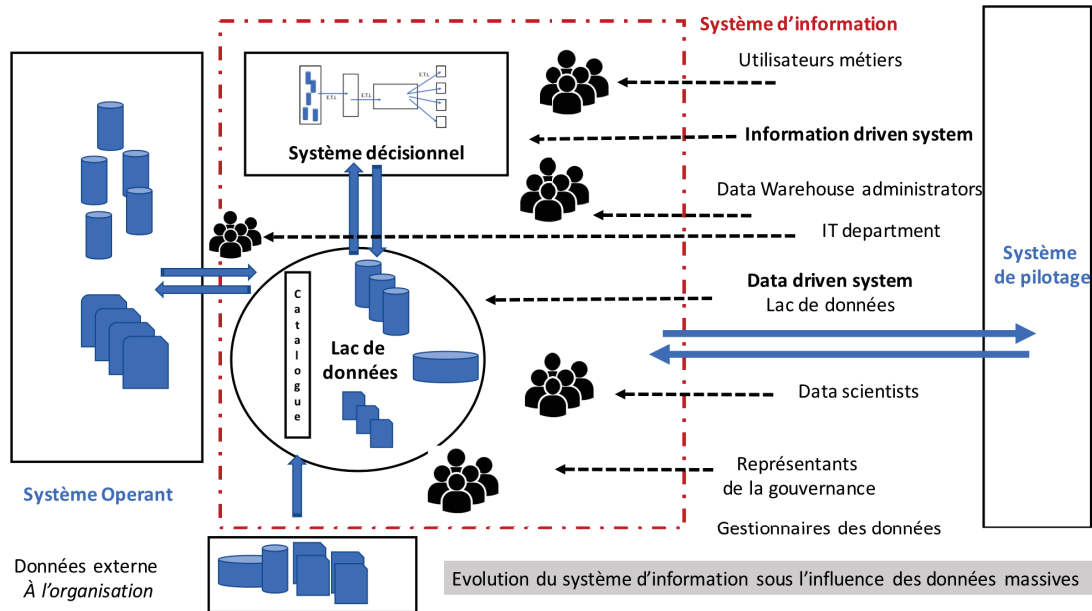 Système d'information
Utilisateurs métiers
E.T.L
E.T.L
E.T.L
Système décisionnel
Information driven system
Data Warehouse administrators
IT department
Système
de pilotage
Data driven system
Lac de données
Catalogue
Lac de
données
Data scientists
Représentants
de la gouvernance
Système Operant
Gestionnaires des données
Données externe
À l'organisation
Evolution du système d'information sous l'influence des données massives